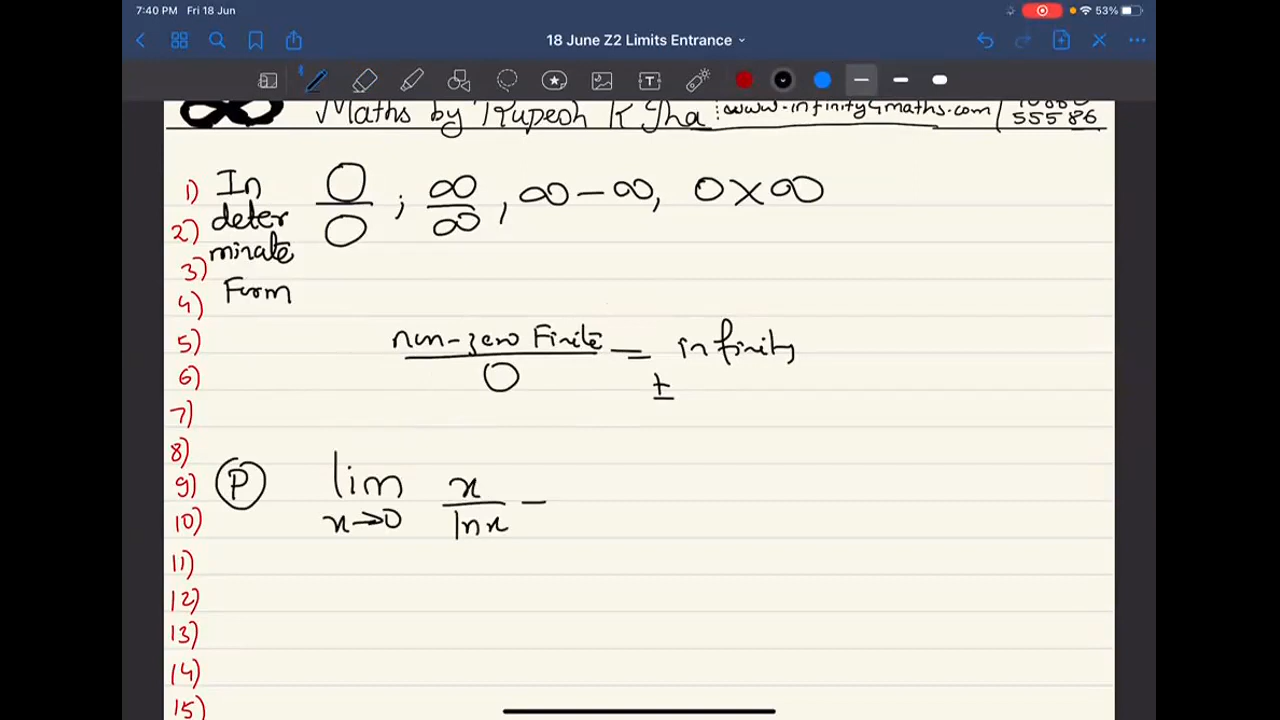 7:40 PM Fri 18 Jun
53%
18 June Z2 Limits Entrance
T
∞ Maths by Rupesh K Jha : www.infinity4maths.com
55586
1) In 0/0 ; ∞/∞ , ∞ − ∞, 0 × ∞
2) deter
minate
3)
4) Form
5) non-zero Finite / 0 = infinity
6) ±
7)
8)
9) P lim x / ln x =
10) x→0
11)
12)
13)
14)
15)